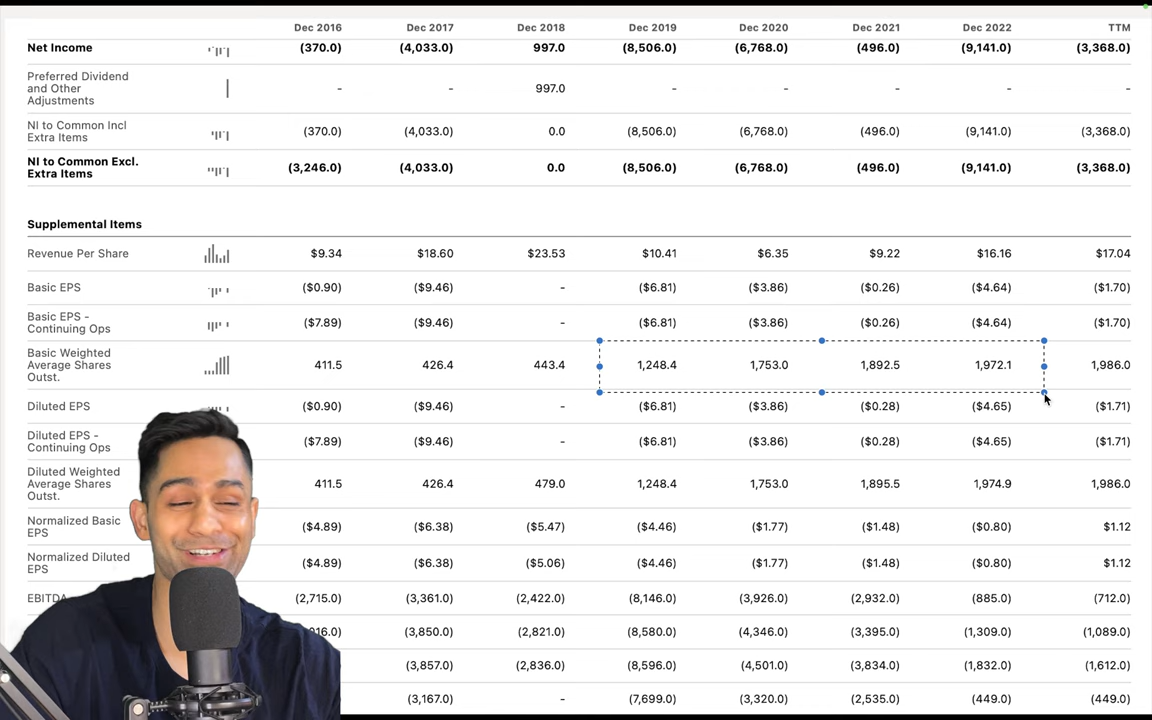 Dec 2016 Dec 2017 Dec 2018 Dec 2019 Dec 2020 Dec 2021 Dec 2022 TTM
Net Income (370.0) (4,033.0) 997.0 (8,506.0) (6,768.0) (496.0) (9,141.0) (3,368.0)
Preferred Dividend
and Other
Adjustments - - 997.0 - - - - -
NI to Common Incl
Extra Items (370.0) (4,033.0) 0.0 (8,506.0) (6,768.0) (496.0) (9,141.0) (3,368.0)
NI to Common Excl.
Extra Items (3,246.0) (4,033.0) 0.0 (8,506.0) (6,768.0) (496.0) (9,141.0) (3,368.0)
Supplemental Items
Revenue Per Share $9.34 $18.60 $23.53 $10.41 $6.35 $9.22 $16.16 $17.04
Basic EPS ($0.90) ($9.46) - ($6.81) ($3.86) ($0.26) ($4.64) ($1.70)
Basic EPS -
Continuing Ops ($7.89) ($9.46) - ($6.81) ($3.86) ($0.26) ($4.64) ($1.70)
Basic Weighted
Average Shares
Outst. 411.5 426.4 443.4 1,248.4 1,753.0 1,892.5 1,972.1 1,986.0
Diluted EPS ($0.90) ($9.46) - ($6.81) ($3.86) ($0.28) ($4.65) ($1.71)
Diluted EPS -
Continuing Ops ($7.89) ($9.46) - ($6.81) ($3.86) ($0.28) ($4.65) ($1.71)
Diluted Weighted
Average Shares
Outst. 411.5 426.4 479.0 1,248.4 1,753.0 1,895.5 1,974.9 1,986.0
Normalized Basic
EPS ($4.89) ($6.38) ($5.47) ($4.46) ($1.77) ($1.48) ($0.80) $1.12
Normalized Diluted
EPS ($4.89) ($6.38) ($5.06) ($4.46) ($1.77) ($1.48) ($0.80) $1.12
EBITDA (2,715.0) (3,361.0) (2,422.0) (8,146.0) (3,926.0) (2,932.0) (885.0) (712.0)
16.0) (3,850.0) (2,821.0) (8,580.0) (4,346.0) (3,395.0) (1,309.0) (1,089.0)
(3,857.0) (2,836.0) (8,596.0) (4,501.0) (3,834.0) (1,832.0) (1,612.0)
(3,167.0) - (7,699.0) (3,320.0) (2,535.0) (449.0) (449.0)